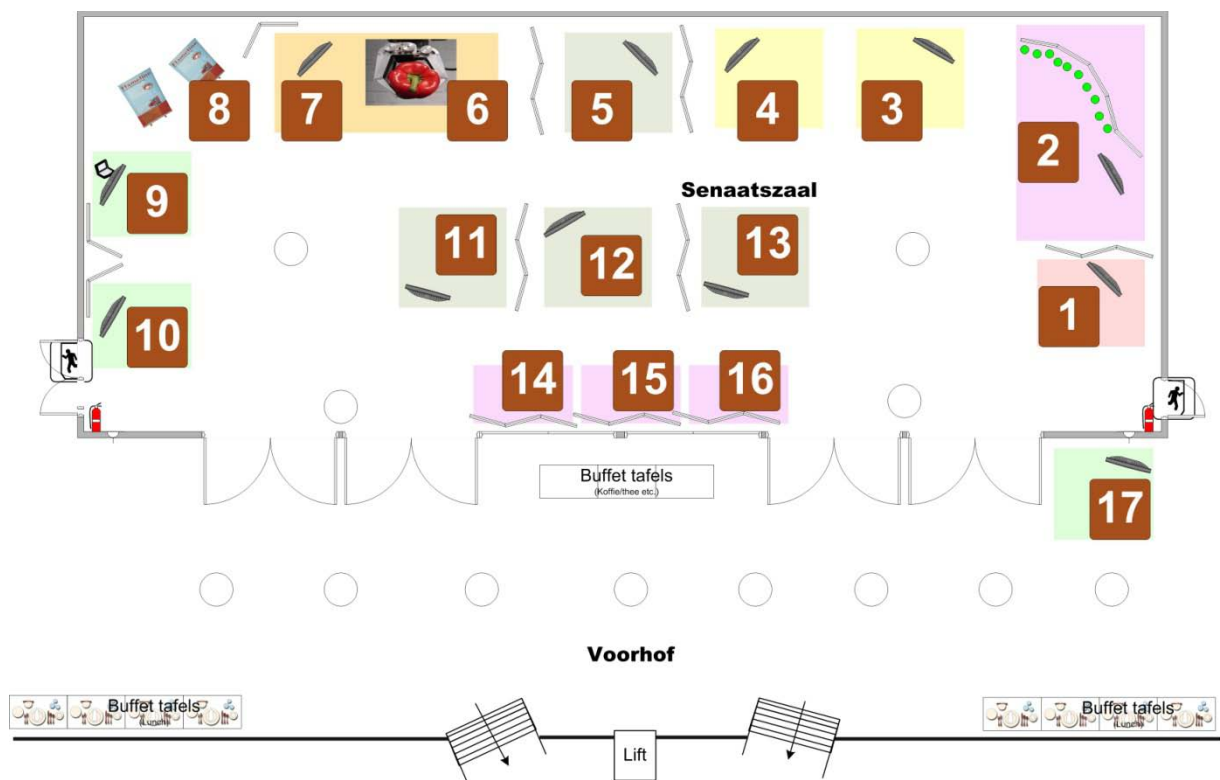 8
7
6
5
4
3
2
9
Senaatszaal
11
12
13
10
1
14
15
16
Buffet tafels
(Koffie/thee etc.)
17
Voorhof
Buffet tafels
(Lunch)
Buffet tafels
(Lunch)
Lift